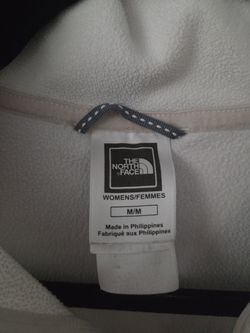 THE
NORTH
FACE
WOMENS/FEMMES
M/M
Made in Philippines
Fabriqué aux Philippines